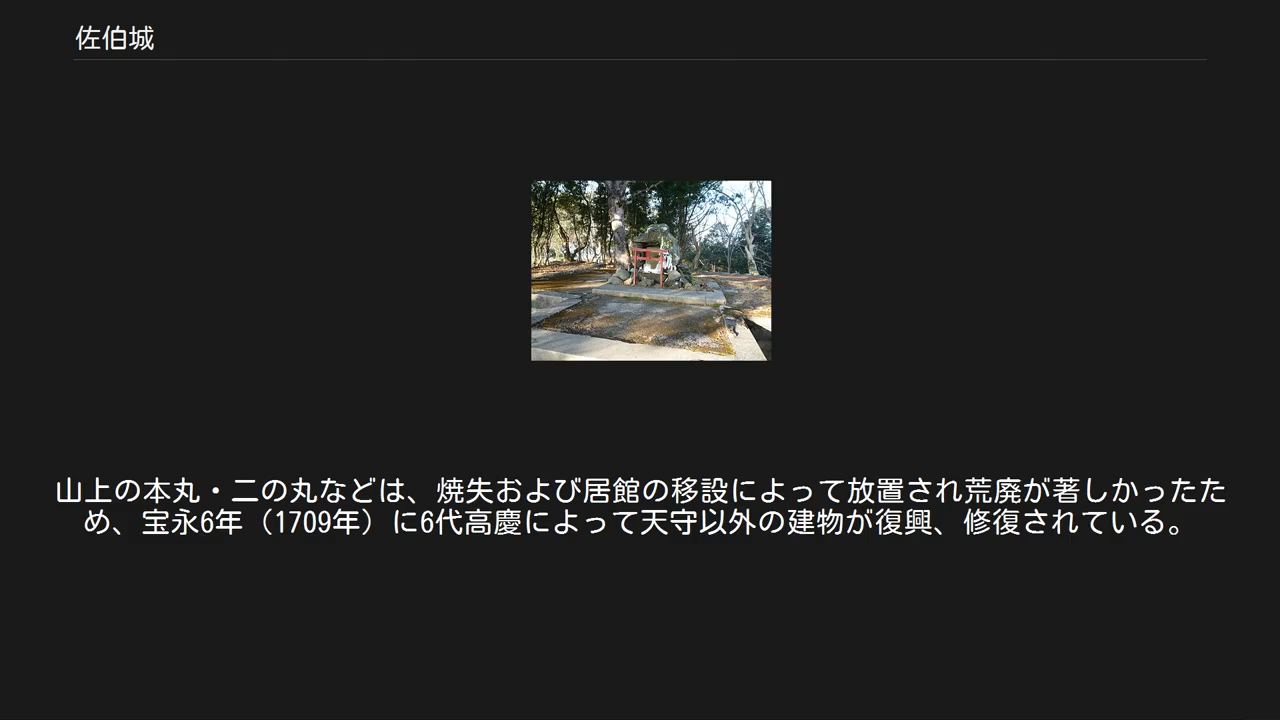 佐伯城
山上の本丸・二の丸などは、焼失および居館の移設によって放置され荒廃が著しかったた
め、宝永6年（1709年）に6代高慶によって天守以外の建物が復興、修復されている。